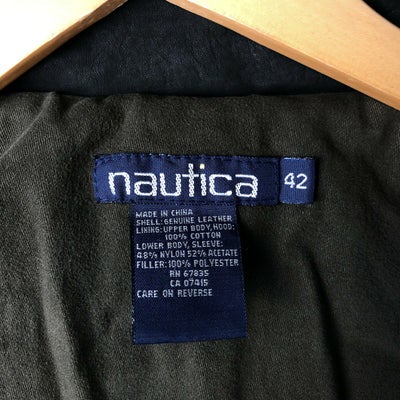 nautica 42
MADE IN CHINA
SHELL: GENUINE LEATHER
LINING: UPPER BODY, HOOD:
100% COTTON
LOWER BODY, SLEEVE:
48% NYLON 52% ACETATE
FILLER: 100% POLYESTER
RN 67835
CA 07415
CARE ON REVERSE